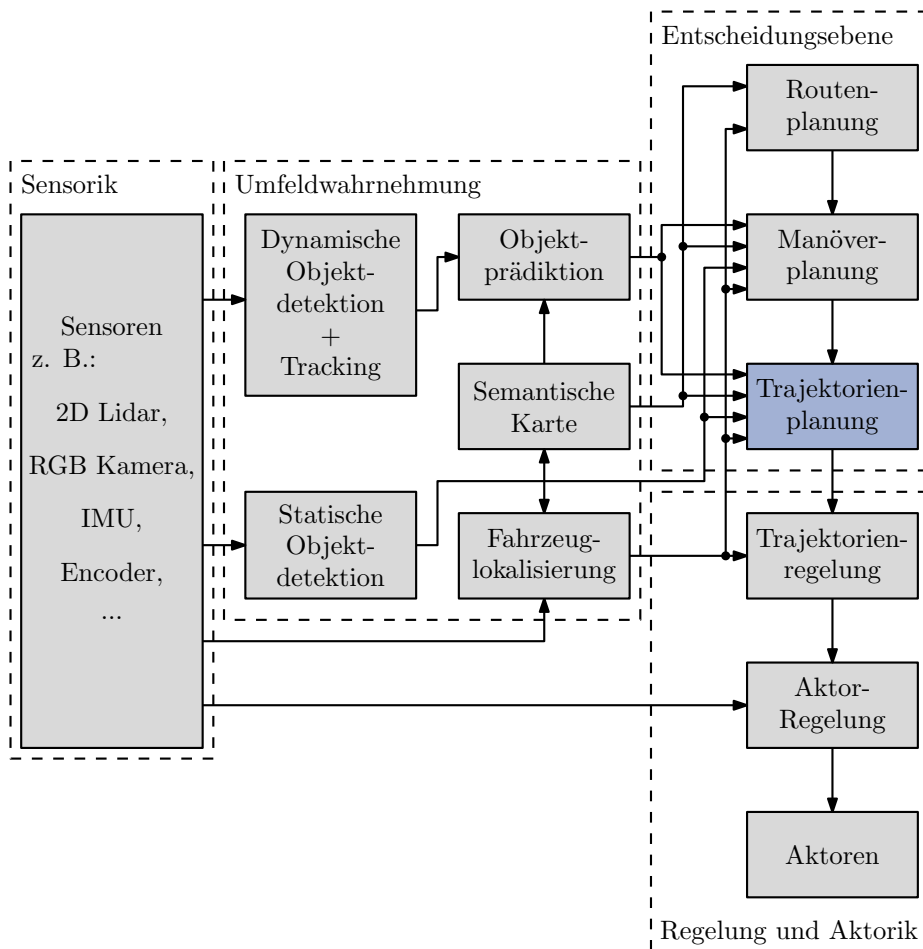 Entscheidungsebene
Routen-
planung
Sensorik
Umfeldwahrnehmung
Sensoren
z. B.:
2D Lidar,
RGB Kamera,
IMU,
Encoder,
...
Dynamische
Objekt-
detektion
+
Tracking
Objekt-
prädiktion
Manöver-
planung
Semantische
Karte
Trajektorien-
planung
Statische
Objekt-
detektion
Fahrzeug-
lokalisierung
Trajektorien-
regelung
Aktor-
Regelung
Aktoren
Regelung und Aktorik